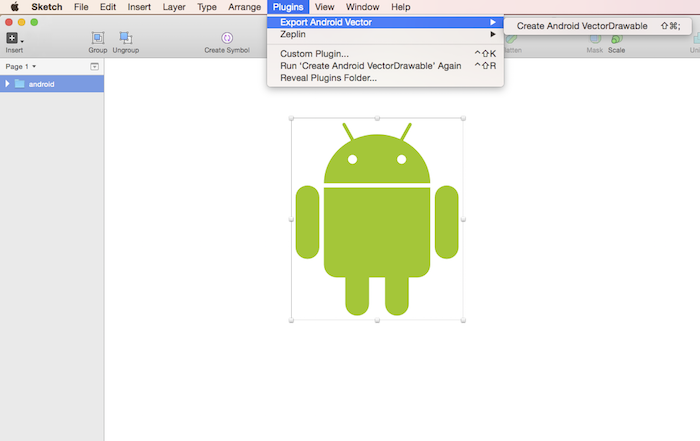 Sketch File Edit Insert Layer Type Arrange Plugins View Window Help
Export Android Vector
Create Android VectorDrawable ⇧⌘;
Zeplin
Custom Plugin... ^⇧K
Run 'Create Android VectorDrawable' Again ^⇧R
Reveal Plugins Folder...
Insert Group Ungroup Create Symbol Mask Scale
Page 1
android